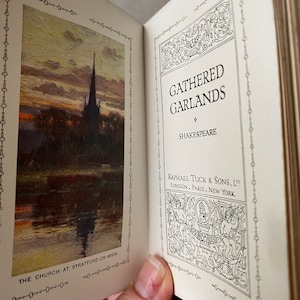 THE CHURCH AT STRATFORD-ON-AVON.
GATHERED
GARLANDS
SHAKESPEARE
RAPHAEL TUCK & SONS, LTD
LONDON, PARIS, NEW YORK.